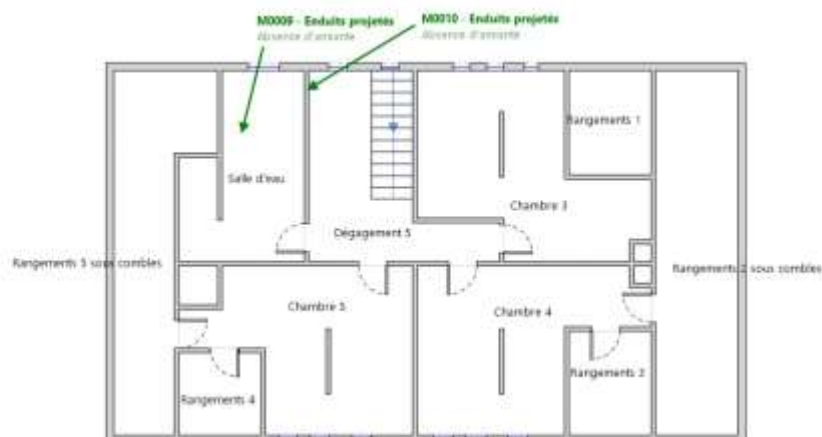 M0009 - Enduits projetés
Absence d'amiante
M0010 - Enduits projetés
Absence d'amiante
Rangements 1
Salle d'eau
Chambre 3
Dégagement 5
Rangements 5 sous combles
Rangements 2 sous combles
Chambre 5
Chambre 4
Rangements 3
Rangements 4